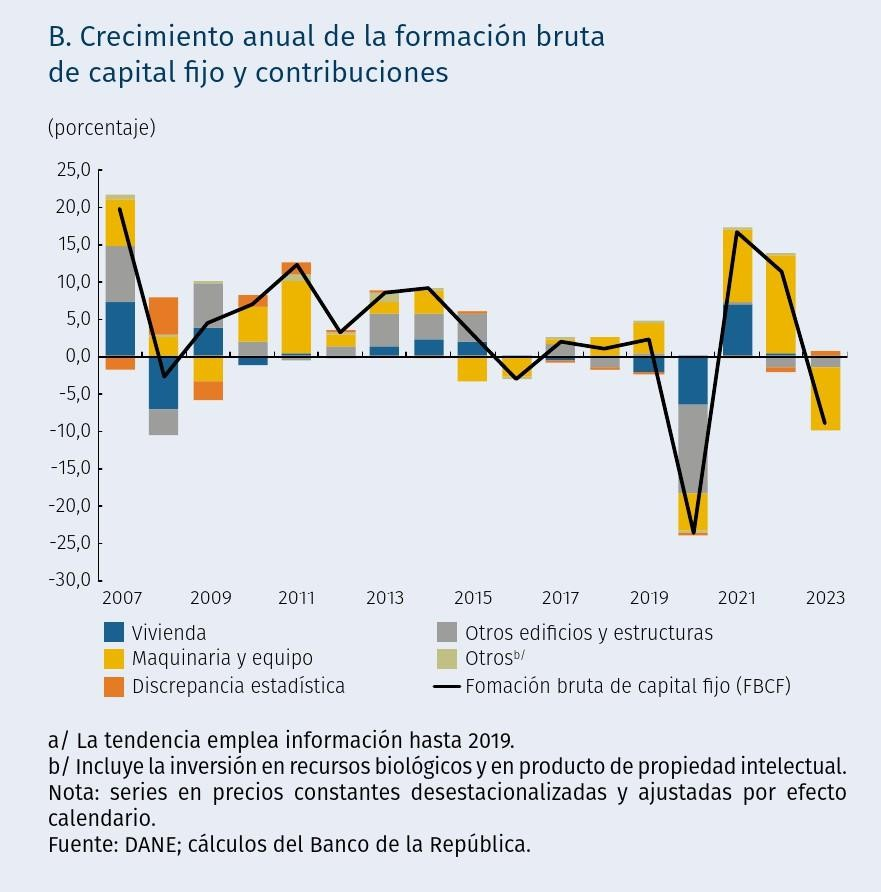 B. Crecimiento anual de la formación bruta
de capital fijo y contribuciones
(porcentaje)
25,0
20,0
15,0
10,0
5,0
0,0
-5,0
-10,0
-15,0
-20,0
-25,0
-30,0
2007 2009 2011 2013 2015 2017 2019 2021 2023
Vivienda Otros edificios y estructuras
Maquinaria y equipo Otros b/
Discrepancia estadística Fomación bruta de capital fijo (FBCF)
a/ La tendencia emplea información hasta 2019.
b/ Incluye la inversión en recursos biológicos y en producto de propiedad intelectual.
Nota: series en precios constantes desestacionalizadas y ajustadas por efecto
calendario.
Fuente: DANE; cálculos del Banco de la República.